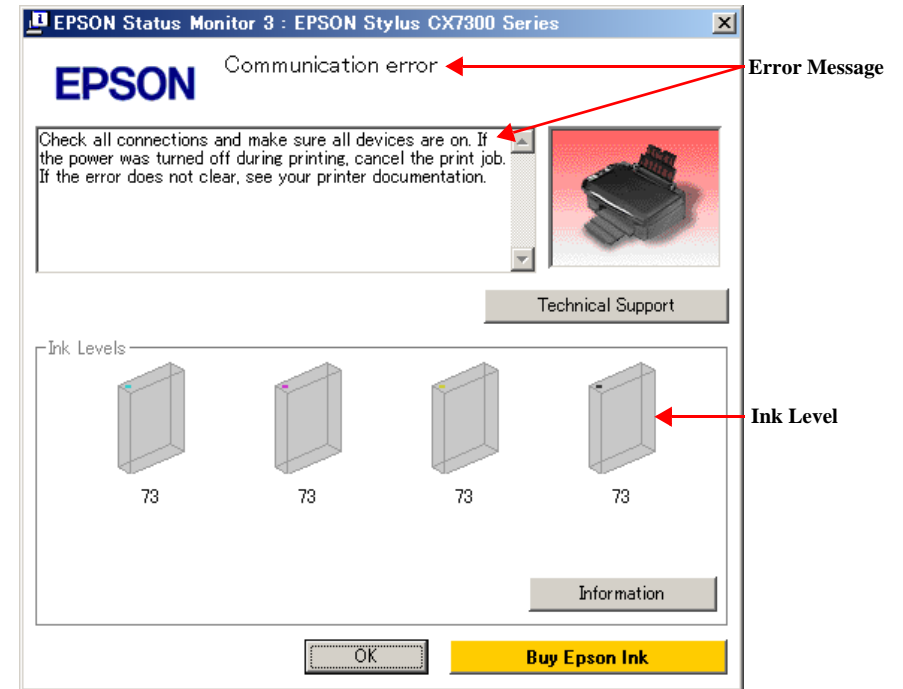 EPSON Status Monitor 3 : EPSON Stylus CX7300 Series
EPSON
Communication error
Error Message
Check all connections and make sure all devices are on. If
the power was turned off during printing, cancel the print job.
If the error does not clear, see your printer documentation.
Technical Support
Ink Levels
Ink Level
73 73 73 73
Information
OK
Buy Epson Ink